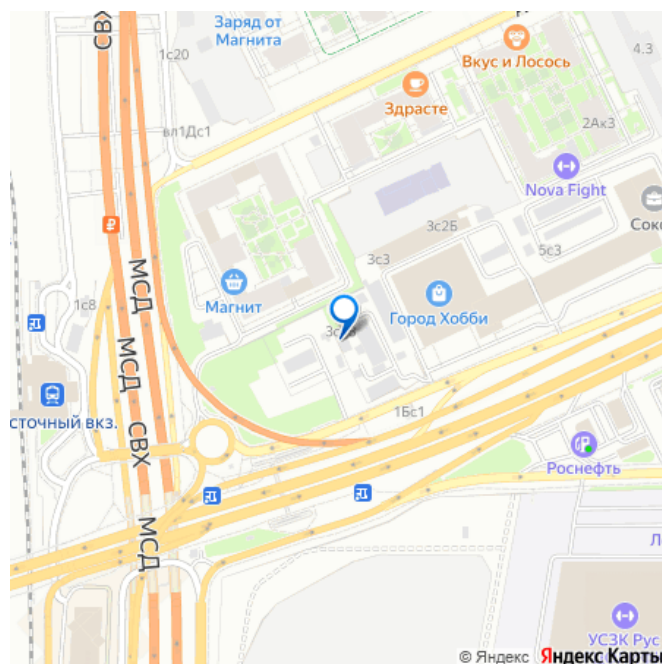 СВХ
Заряд от
Магнита
1с20
Вкус и Лосось
4.3
Здрасте
вл1Дс1
2Ак3
Nova Fight
3с2Б
Соко
5с3
3с3
МСД
1с8
Магнит
Город Хобби
МСД
сточный вкз.
СВХ
1Бс1
Роснефть
МСД
Л
УСЗК Рус
© Яндекс Яндекс Карты